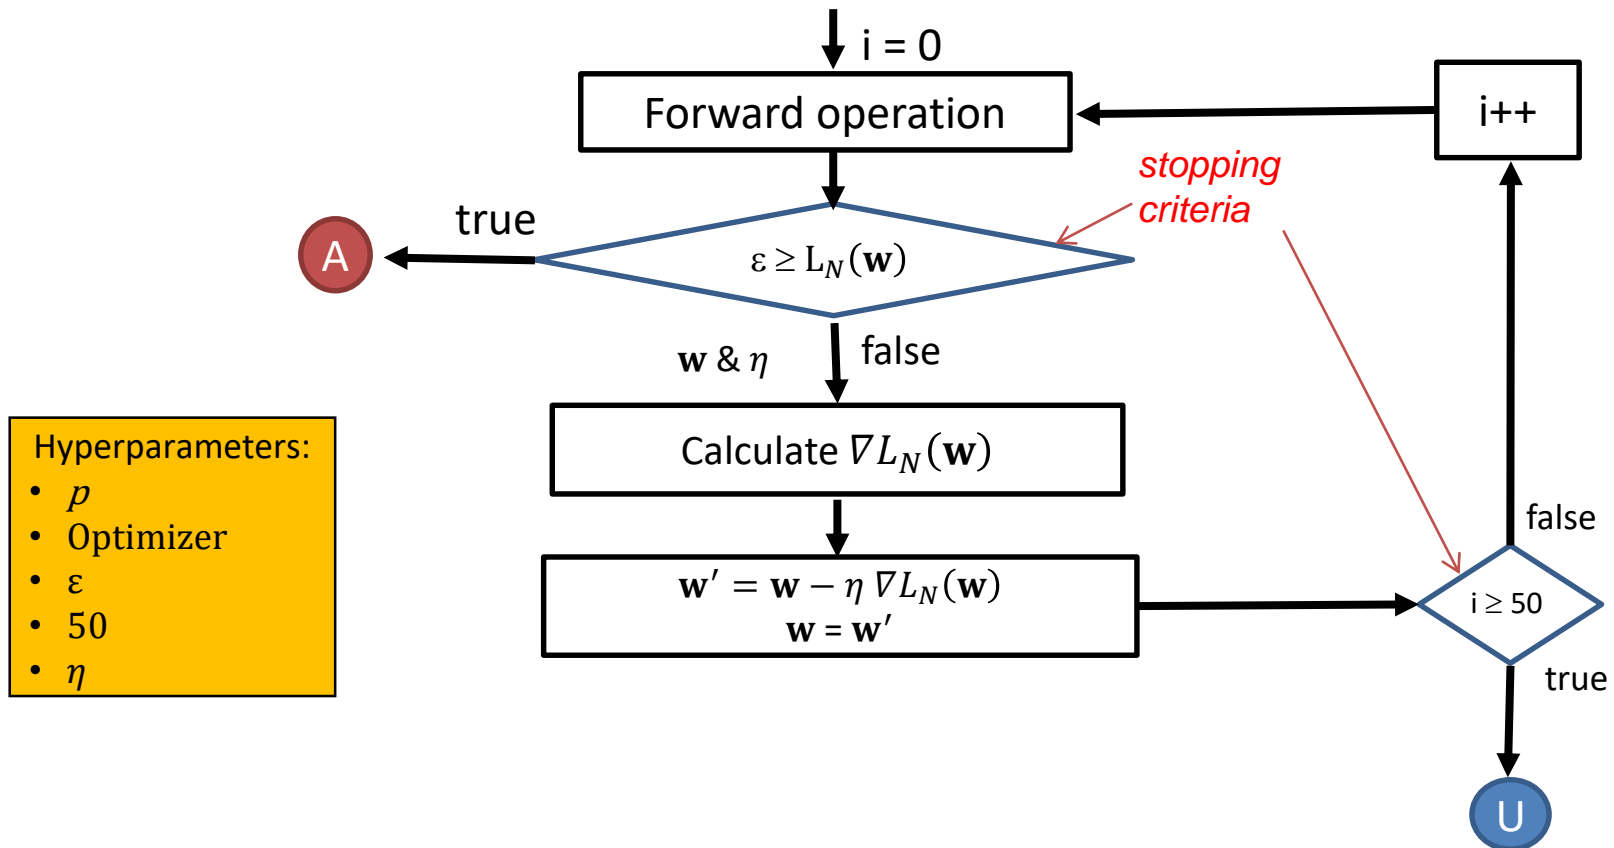 i = 0
Forward operation
i++
stopping
criteria
true
A
ε ≥ L_N(𝐰)
𝐰 & η
false
Calculate ∇L_N(𝐰)
Hyperparameters:
• p
• Optimizer
• ε
• 50
• η
𝐰′ = 𝐰 − η ∇L_N(𝐰)
𝐰 = 𝐰′
false
i ≥ 50
true
U